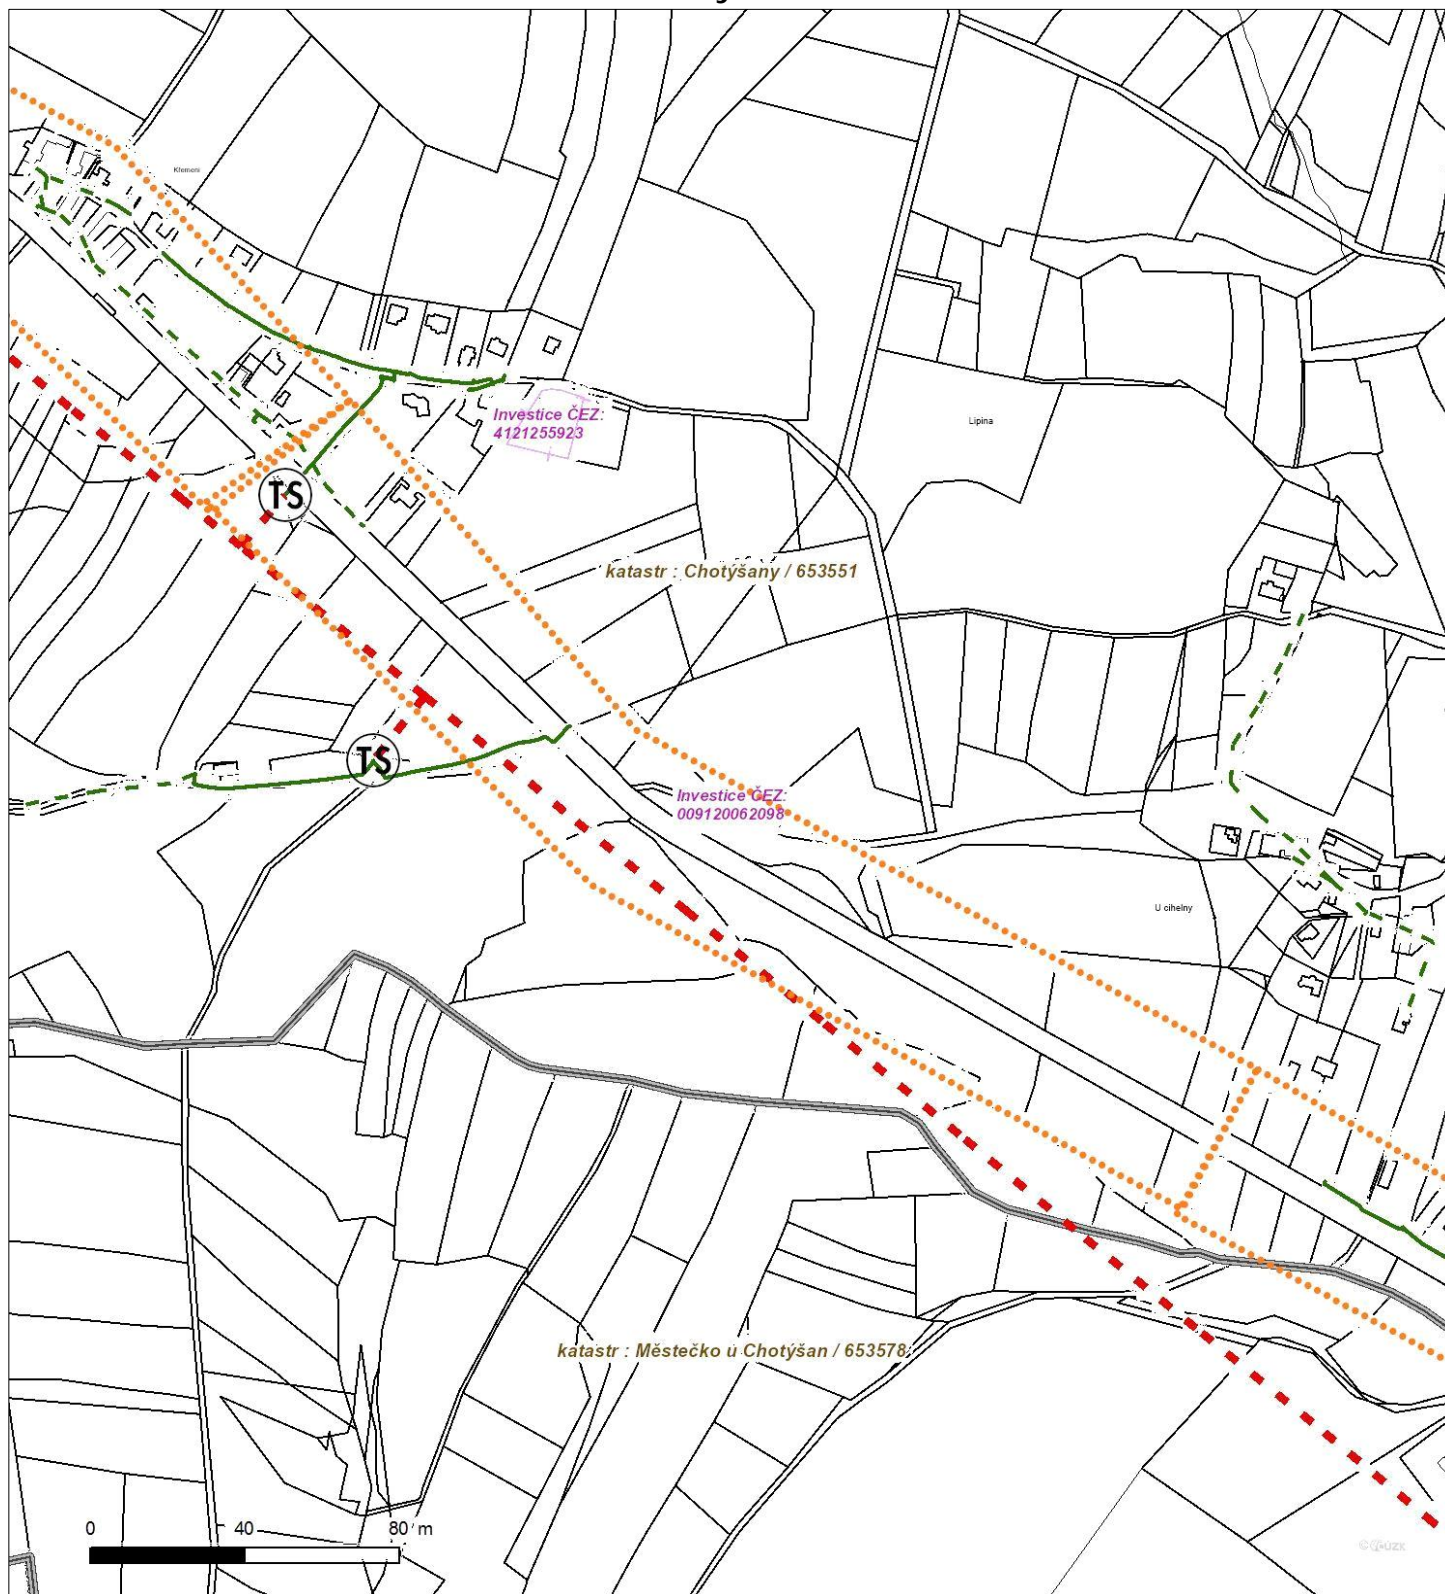 Křemení
Investice ČEZ:
4121255923
Lipina
TS
katastr : Chotýšany / 653551
TS
Investice ČEZ:
009120062098
U cihelny
katastr : Městečko u Chotýšan / 653578
0 40 80 m